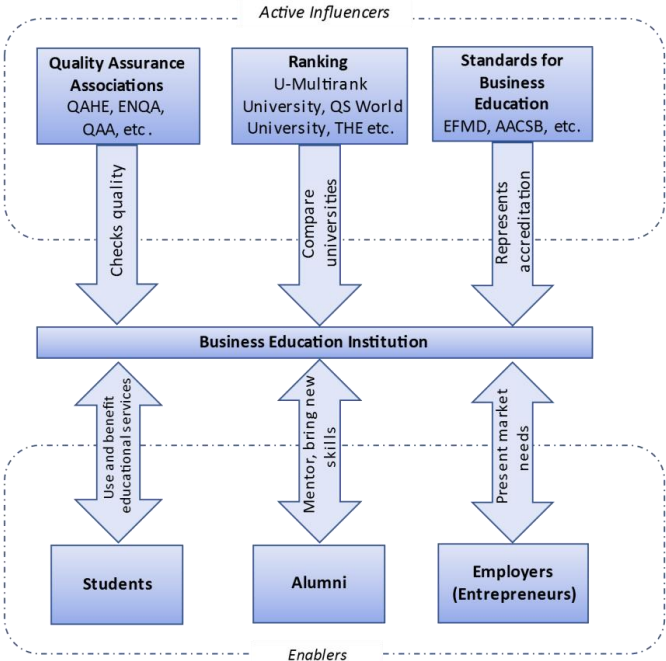 Active Influencers
Quality Assurance
Associations
QAHE, ENQA,
QAA, etc.
Ranking
U-Multirank
University, QS World
University, THE etc.
Standards for
Business
Education
EFMD, AACSB, etc.
Checks quality
Compare
universities
Represents
accreditation
Business Education Institution
Use and benefit
educational services
Mentor, bring new
skills
Present market
needs
Students
Alumni
Employers
(Entrepreneurs)
Enablers